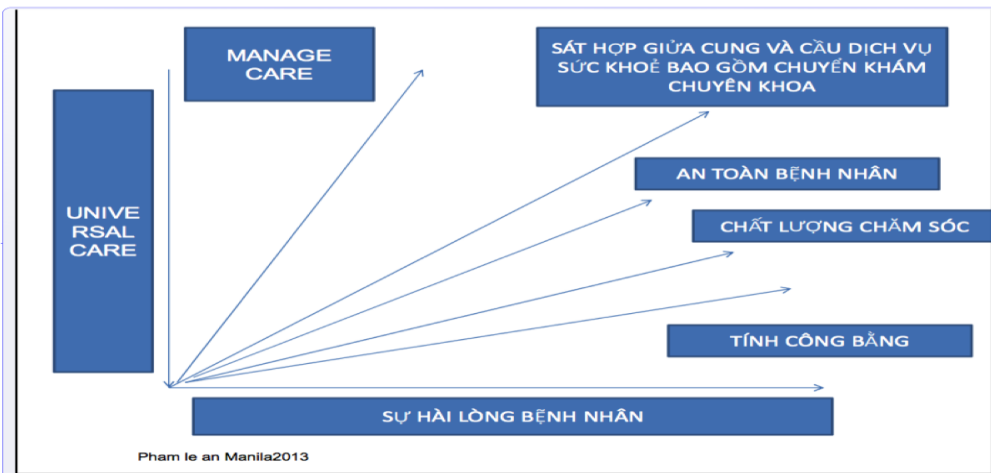 MANAGE
CARE
SÁT HỢP GIỬA CUNG VÀ CẦU DỊCH VỤ
SỨC KHOẺ BAO GỒM CHUYỂN KHÁM
CHUYÊN KHOA
UNIVE
RSAL
CARE
AN TOÀN BỆNH NHÂN
CHẤT LƯỢNG CHĂM SÓC
TÍNH CÔNG BẰNG
SỰ HÀI LÒNG BỆNH NHÂN
Pham le an Manila2013